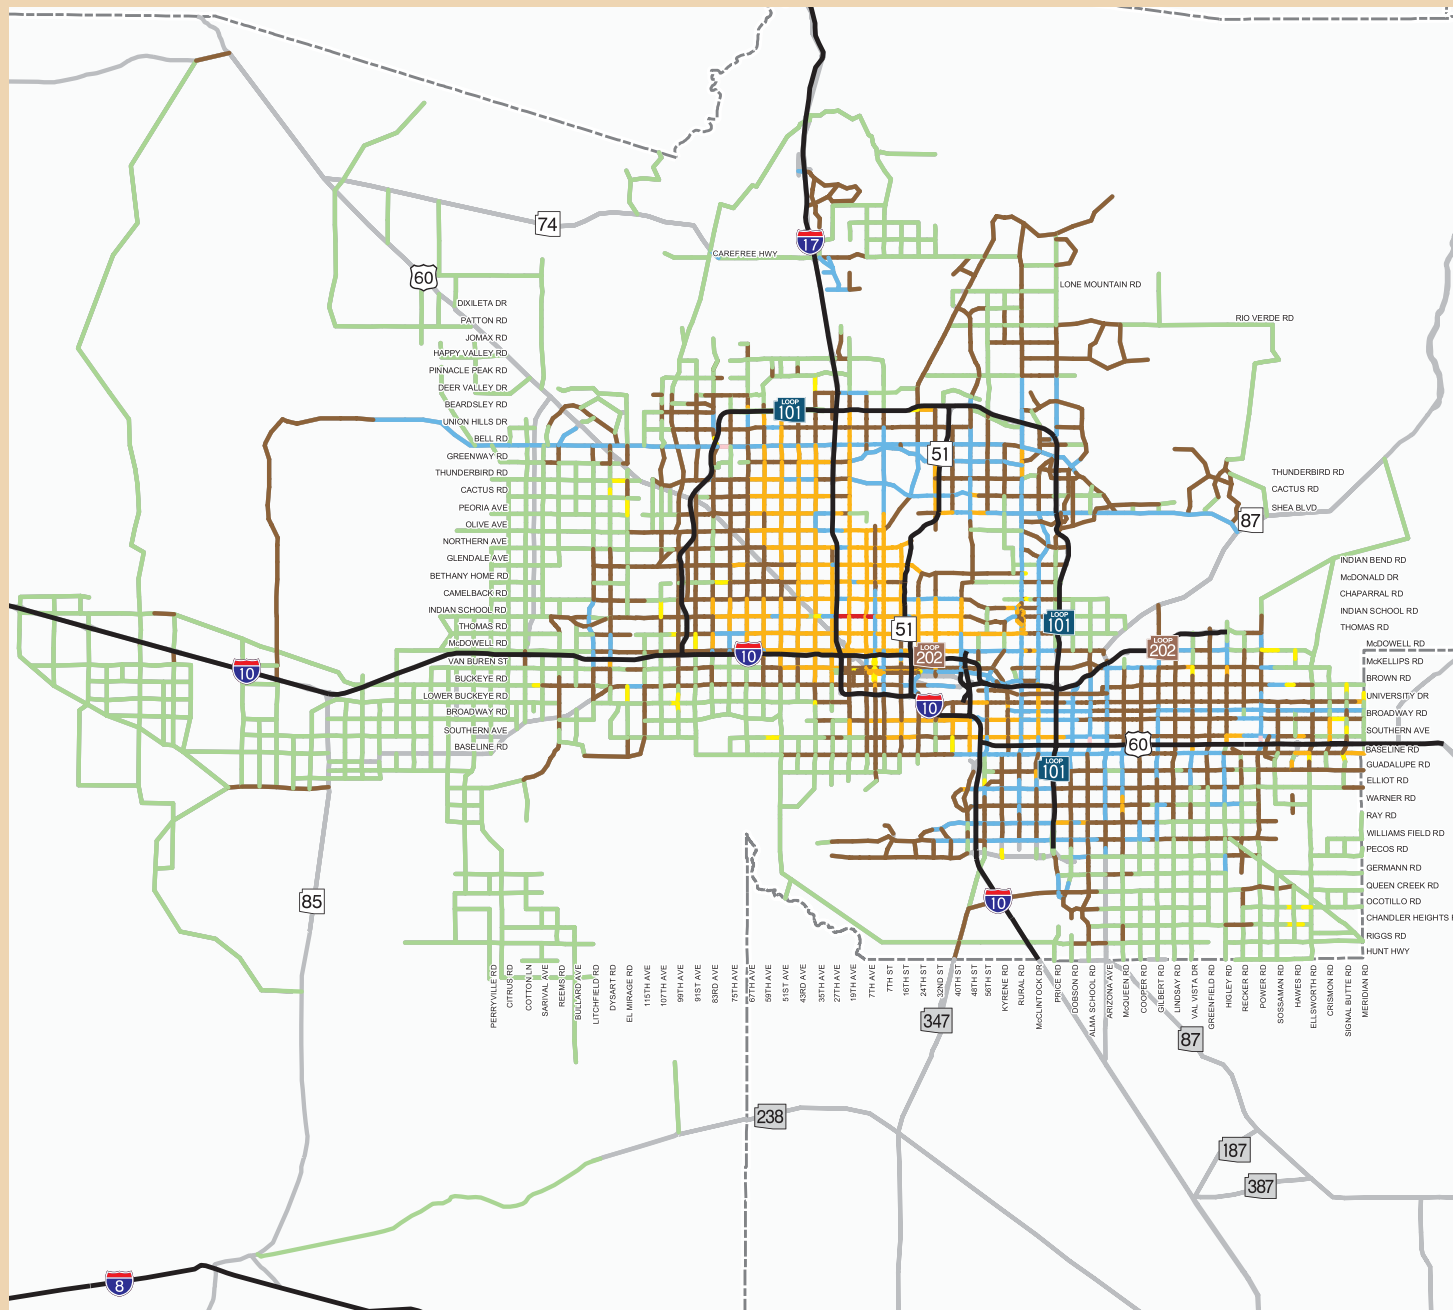 17
74
CAREFREE HWY
60
LONE MOUNTAIN RD
DIXILETA DR
PATTON RD
RIO VERDE RD
JOMAX RD
HAPPY VALLEY RD
PINNACLE PEAK RD
DEER VALLEY DR
BEARDSLEY RD
LOOP
101
UNION HILLS DR
BELL RD
51
GREENWAY RD
THUNDERBIRD RD
THUNDERBIRD RD
CACTUS RD
CACTUS RD
PEORIA AVE
SHEA BLVD
87
OLIVE AVE
NORTHERN AVE
GLENDALE AVE
INDIAN BEND RD
BETHANY HOME RD
McDONALD DR
CAMELBACK RD
CHAPARRAL RD
INDIAN SCHOOL RD
INDIAN SCHOOL RD
THOMAS RD
THOMAS RD
LOOP
101
51
McDOWELL RD
McDOWELL RD
LOOP
202
LOOP
202
10
10
VAN BUREN ST
McKELLIPS RD
BUCKEYE RD
BROWN RD
LOWER BUCKEYE RD
UNIVERSITY DR
10
BROADWAY RD
BROADWAY RD
SOUTHERN AVE
SOUTHERN AVE
BASELINE RD
60
BASELINE RD
LOOP
101
GUADALUPE RD
ELLIOT RD
WARNER RD
RAY RD
WILLIAMS FIELD RD
PECOS RD
GERMANN RD
QUEEN CREEK RD
85
10
OCOTILLO RD
CHANDLER HEIGHTS
RIGGS RD
HUNT HWY
PERRYVILLE RD
CITRUS RD
COTTON LN
SARIVAL AVE
REEMS RD
BULLARD AVE
LITCHFIELD RD
DYSART RD
EL MIRAGE RD
115TH AVE
107TH AVE
99TH AVE
91ST AVE
83RD AVE
75TH AVE
67TH AVE
59TH AVE
51ST AVE
43RD AVE
35TH AVE
27TH AVE
19TH AVE
7TH AVE
7TH ST
16TH ST
24TH ST
32ND ST
40TH ST
48TH ST
56TH ST
KYRENE RD
RURAL RD
McCLINTOCK DR
PRICE RD
DOBSON RD
ALMA SCHOOL RD
ARIZONA AVE
McQUEEN RD
COOPER RD
GILBERT RD
LINDSAY RD
VAL VISTA DR
GREENFIELD RD
HIGLEY RD
RECKER RD
POWER RD
SOSSAMAN RD
HAWES RD
ELLSWORTH RD
CRISMON RD
SIGNAL BUTTE RD
MERIDIAN RD
347
87
238
187
387
8